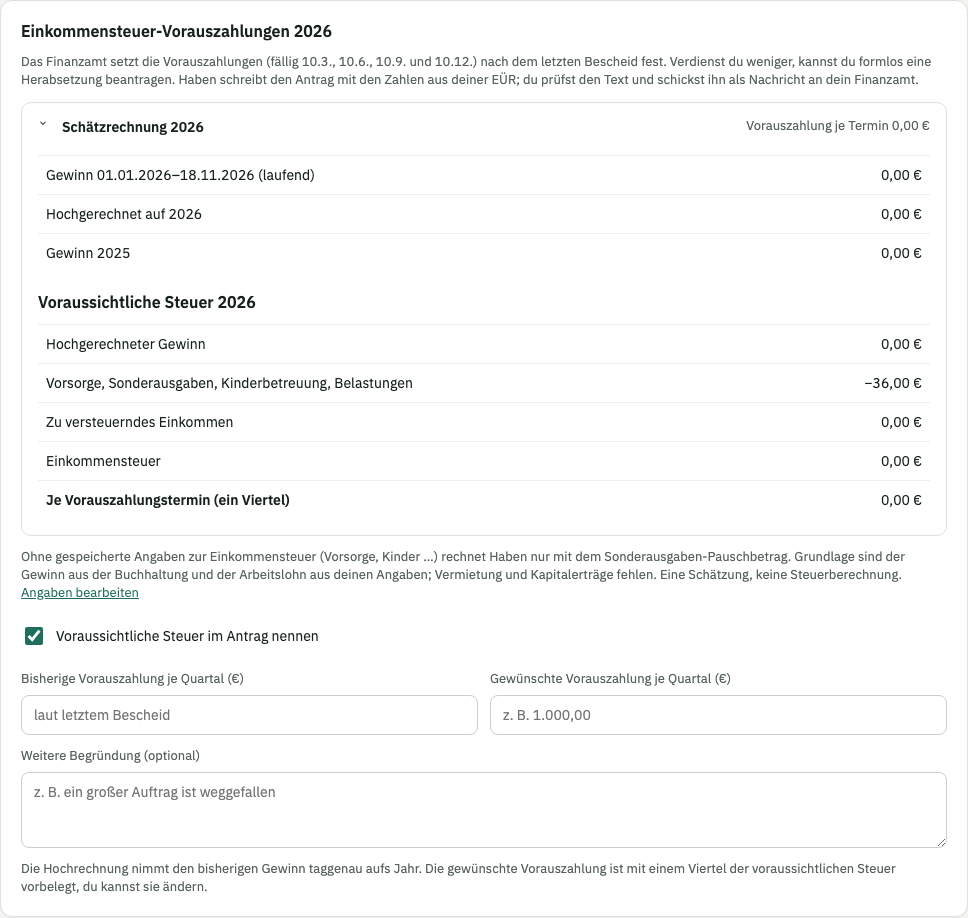 Einkommensteuer-Vorauszahlungen 2026
Das Finanzamt setzt die Vorauszahlungen (fällig 10.3., 10.6., 10.9. und 10.12.) nach dem letzten Bescheid fest. Verdienst du weniger, kannst du formlos eine
Herabsetzung beantragen. Haben schreibt den Antrag mit den Zahlen aus deiner EÜR; du prüfst den Text und schickst ihn als Nachricht an dein Finanzamt.
Schätzrechnung 2026 Vorauszahlung je Termin 0,00 €
Gewinn 01.01.2026–18.11.2026 (laufend) 0,00 €
Hochgerechnet auf 2026 0,00 €
Gewinn 2025 0,00 €
Voraussichtliche Steuer 2026
Hochgerechneter Gewinn 0,00 €
Vorsorge, Sonderausgaben, Kinderbetreuung, Belastungen −36,00 €
Zu versteuerndes Einkommen 0,00 €
Einkommensteuer 0,00 €
Je Vorauszahlungstermin (ein Viertel) 0,00 €
Ohne gespeicherte Angaben zur Einkommensteuer (Vorsorge, Kinder …) rechnet Haben nur mit dem Sonderausgaben-Pauschbetrag. Grundlage sind der
Gewinn aus der Buchhaltung und der Arbeitslohn aus deinen Angaben; Vermietung und Kapitalerträge fehlen. Eine Schätzung, keine Steuerberechnung.
Angaben bearbeiten
Voraussichtliche Steuer im Antrag nennen
Bisherige Vorauszahlung je Quartal (€) Gewünschte Vorauszahlung je Quartal (€)
laut letztem Bescheid z. B. 1.000,00
Weitere Begründung (optional)
z. B. ein großer Auftrag ist weggefallen
Die Hochrechnung nimmt den bisherigen Gewinn taggenau aufs Jahr. Die gewünschte Vorauszahlung ist mit einem Viertel der voraussichtlichen Steuer
vorbelegt, du kannst sie ändern.